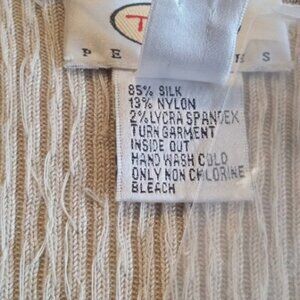 T
P E
H S
85% SILK
13% NYLON
2% LYCRA SPANDEX
TURN GARMENT
INSIDE OUT
HAND WASH COLD
ONLY NON CHLORINE
BLEACH